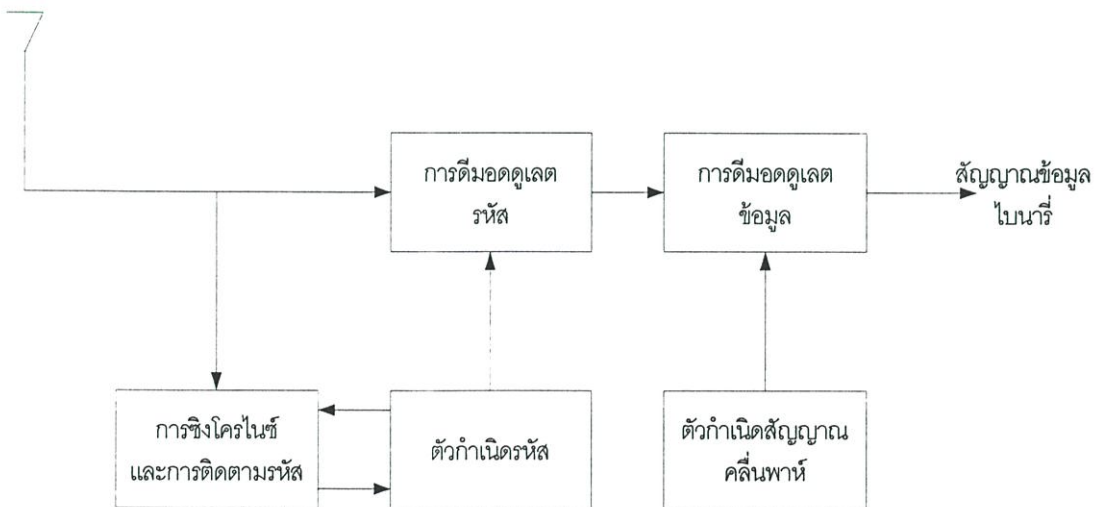 การดีมอดดูเลต
รหัส
การดีมอดดูเลต
ข้อมูล
สัญญาณข้อมูล
ไบนารี่
การซิงโครไนซ์
และการติดตามรหัส
ตัวกำเนิดรหัส
ตัวกำเนิดสัญญาณ
คลื่นพาห์